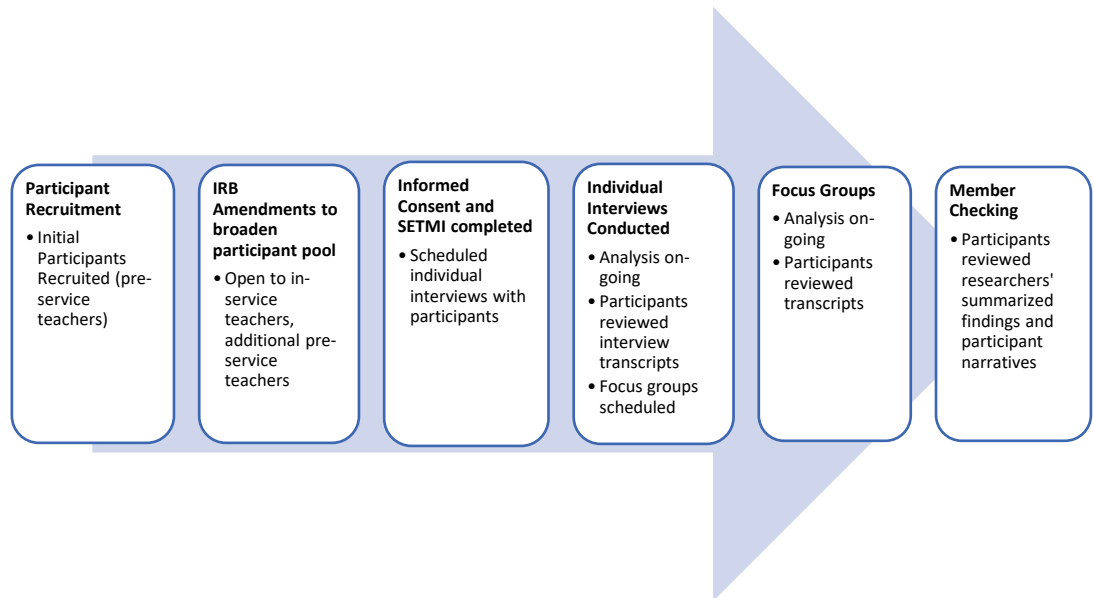 Participant
Recruitment
• Initial
Participants
Recruited (pre-
service
teachers)
IRB
Amendments to
broaden
participant pool
• Open to in-
service
teachers,
additional pre-
service
teachers
Informed
Consent and
SETMI completed
• Scheduled
individual
interviews with
participants
Individual
Interviews
Conducted
• Analysis on-
going
• Participants
reviewed
interview
transcripts
• Focus groups
scheduled
Focus Groups
• Analysis on-
going
• Participants
reviewed
transcripts
Member
Checking
• Participants
reviewed
researchers'
summarized
findings and
participant
narratives